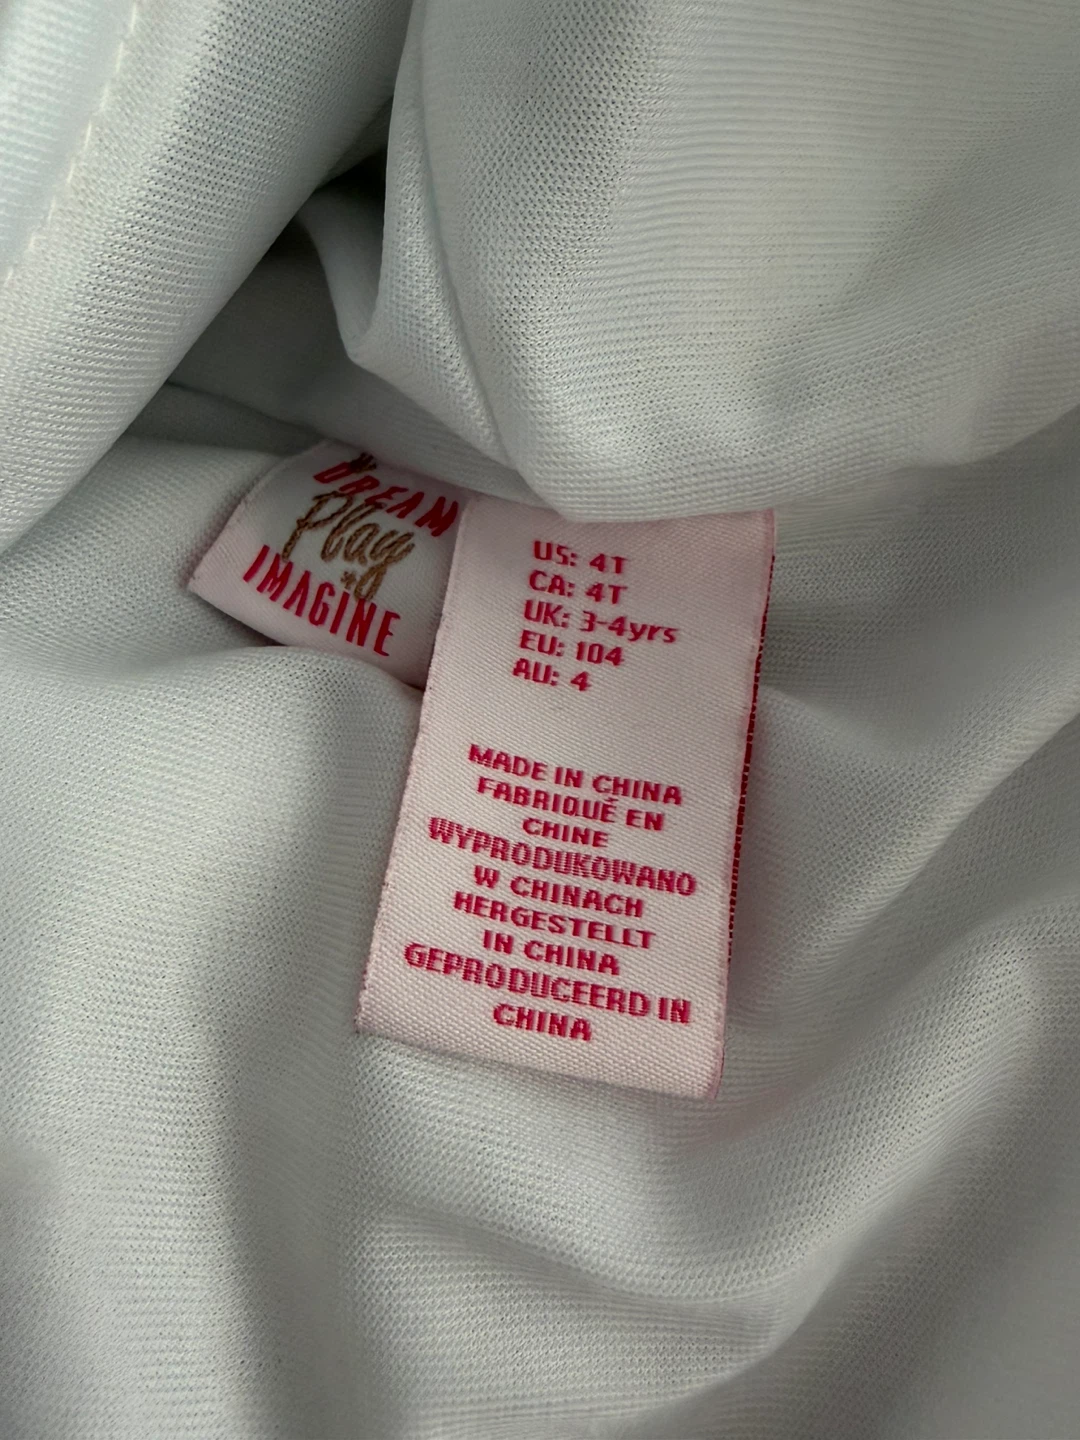 DREAM
Play
IMAGINE
US: 4T
CA: 4T
UK: 3-4yrs
EU: 104
AU: 4
MADE IN CHINA
FABRIQUÉ EN
CHINE
WYPRODUKOWANO
W CHINACH
HERGESTELLT
IN CHINA
GEPRODUCEERD IN
CHINA